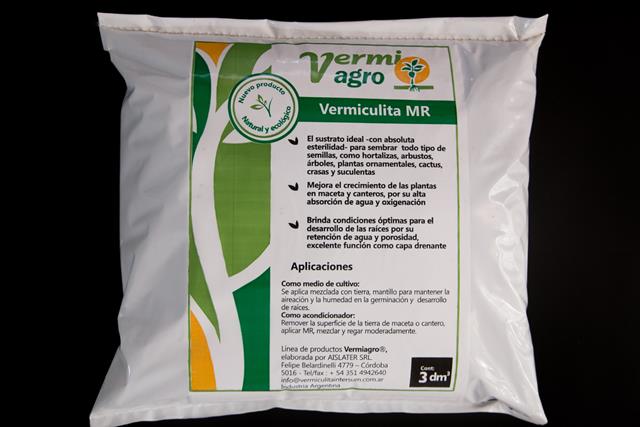 Vermi
agro
Nuevo producto
Natural y ecológico
Vermiculita MR
El sustrato ideal -con absoluta
esterilidad- para sembrar todo tipo de
semillas, como hortalizas, arbustos,
árboles, plantas ornamentales, cactus,
crasas y suculentas
Mejora el crecimiento de las plantas
en maceta y canteros, por su alta
absorción de agua y oxigenación
Brinda condiciones óptimas para el
desarrollo de las raíces por su
retención de agua y porosidad,
excelente función como capa drenante
Aplicaciones
Como medio de cultivo:
Se aplica mezclada con tierra, mantillo para mantener la
aireación y la humedad en la germinación y desarrollo
de raíces.
Como acondicionador:
Remover la superficie de la tierra de maceta o cantero,
aplicar MR, mezclar y regar moderadamente.
Línea de productos Vermiagro®,
elaborada por AISLATER SRL.
Felipe Belardinelli 4779 – Córdoba
5016 - Tel/fax : + 54 351 4942640
info@vermiculitaintersum.com.ar
Industria Argentina
Cont:
3 dm³